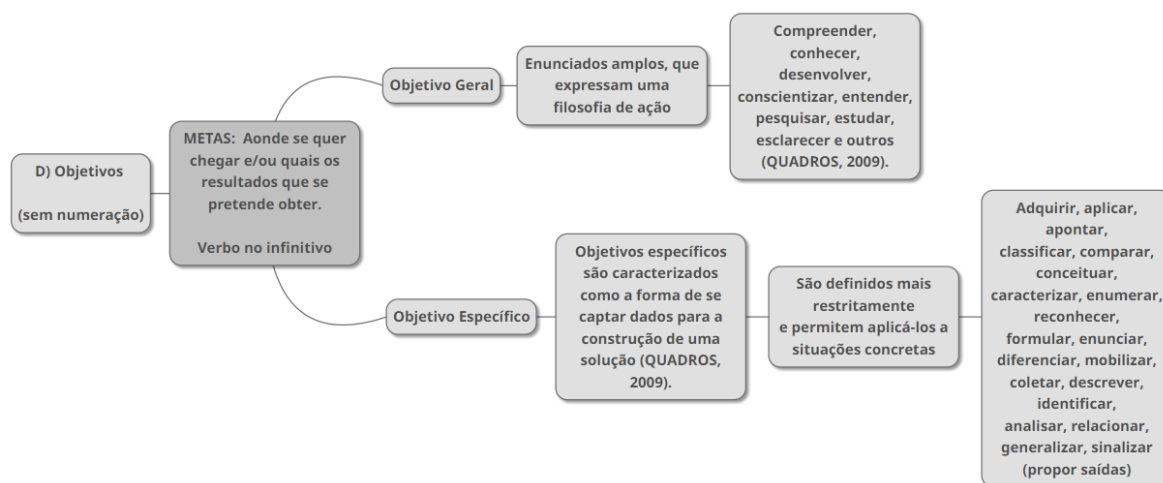 D) Objetivos
(sem numeração)
METAS:  Aonde se quer
chegar e/ou quais os
resultados que se
pretende obter.
Verbo no infinitivo
Objetivo Geral
Enunciados amplos, que
expressam uma
filosofia de ação
Compreender,
conhecer,
desenvolver,
conscientizar, entender,
pesquisar, estudar,
esclarecer e outros
(QUADROS, 2009).
Objetivo Específico
Objetivos específicos
são caracterizados
como a forma de se
captar dados para a
construção de uma
solução (QUADROS,
2009).
São definidos mais
restritamente
e permitem aplicá-los a
situações concretas
Adquirir, aplicar,
apontar,
classificar, comparar,
conceituar,
caracterizar, enumerar,
reconhecer,
formular, enunciar,
diferenciar, mobilizar,
coletar, descrever,
identificar,
analisar, relacionar,
generalizar, sinalizar
(propor saídas)